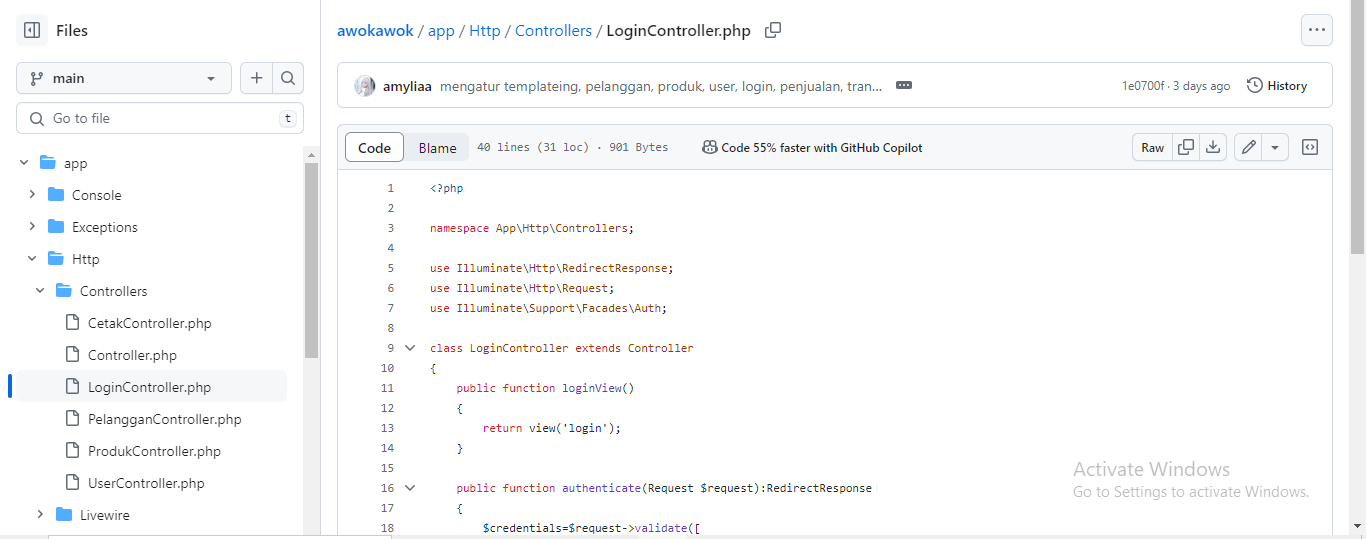 Files
main
Go to file
t
app
Console
Exceptions
Http
Controllers
CetakController.php
Controller.php
LoginController.php
PelangganController.php
ProdukController.php
UserController.php
Livewire
awokawok / app / Http / Controllers / LoginController.php
amyliaa mengatur templateing, pelanggan, produk, user, login, penjualan, tran...
1e0700f · 3 days ago
History
Code
Blame
40 lines (31 loc) · 901 Bytes
Code 55% faster with GitHub Copilot
Raw
1 <?php
2
3 namespace App\Http\Controllers;
4
5 use Illuminate\Http\RedirectResponse;
6 use Illuminate\Http\Request;
7 use Illuminate\Support\Facades\Auth;
8
9 class LoginController extends Controller
10 {
11 public function loginView()
12 {
13 return view('login');
14 }
15
16 public function authenticate(Request $request):RedirectResponse
17 {
18 $credentials=$request->validate([
Activate Windows
Go to Settings to activate Windows.